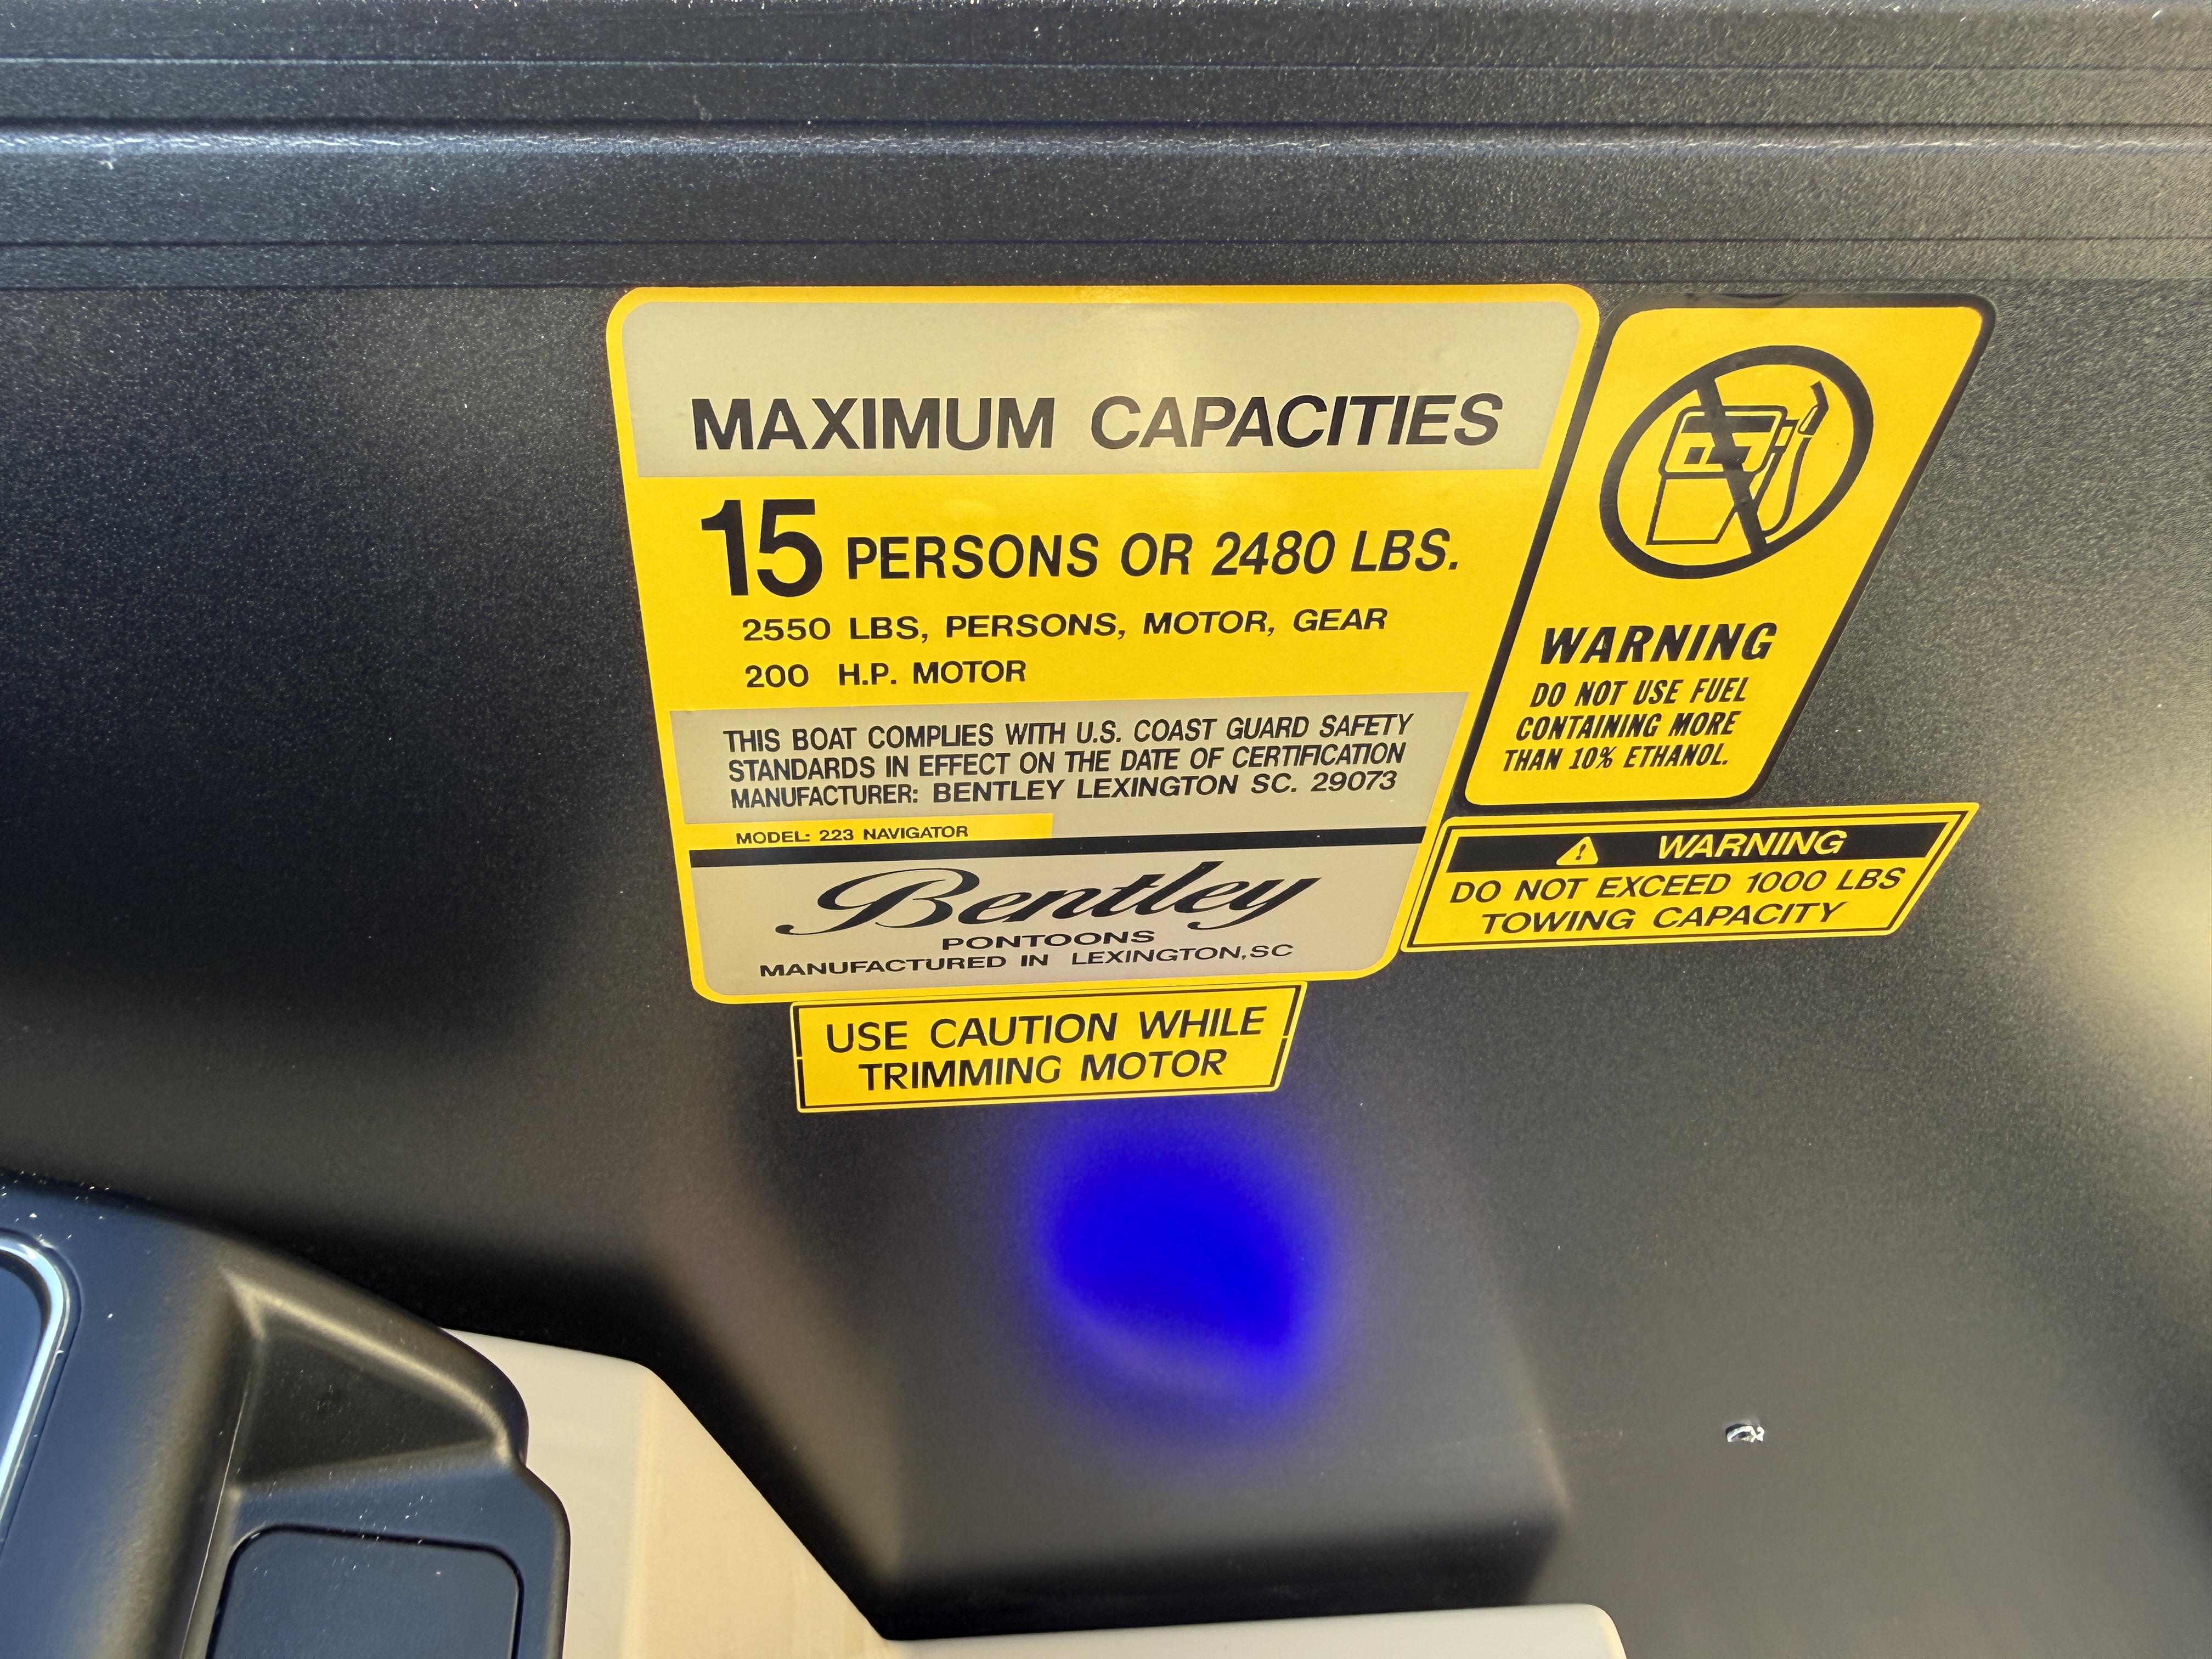 MAXIMUM CAPACITIES
15 PERSONS OR 2480 LBS.
2550 LBS, PERSONS, MOTOR, GEAR
200 H.P. MOTOR
THIS BOAT COMPLIES WITH U.S. COAST GUARD SAFETY
STANDARDS IN EFFECT ON THE DATE OF CERTIFICATION
MANUFACTURER: BENTLEY LEXINGTON SC. 29073
MODEL: 223 NAVIGATOR
Bentley
PONTOONS
MANUFACTURED IN LEXINGTON,SC
USE CAUTION WHILE
TRIMMING MOTOR
WARNING
DO NOT USE FUEL
CONTAINING MORE
THAN 10% ETHANOL.
WARNING
DO NOT EXCEED 1000 LBS
TOWING CAPACITY